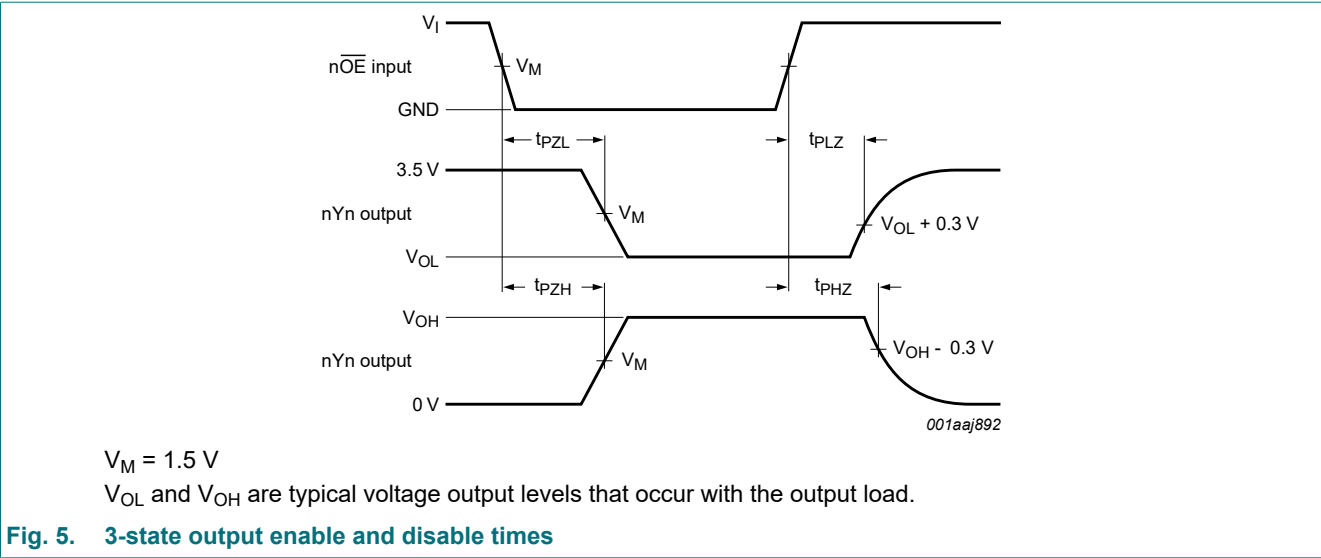 VI
nOE input
VM
GND
tPZL
tPLZ
3.5 V
nYn output
VM
VOL + 0.3 V
VOL
tPZH
tPHZ
VOH
nYn output
VM
VOH - 0.3 V
0 V
001aaj892
VM = 1.5 V
VOL and VOH are typical voltage output levels that occur with the output load.
Fig. 5. 3-state output enable and disable times